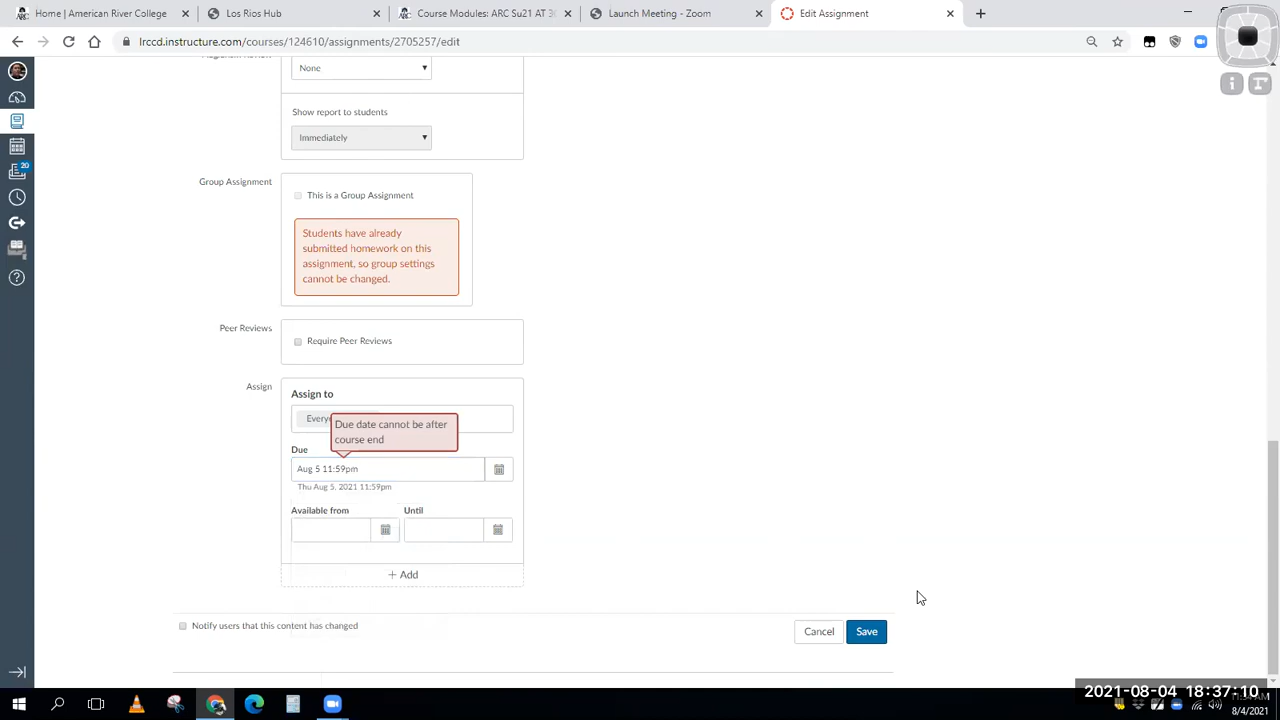 Home | American River College
Los Rios Hub
Course Modules: ARC Su21 AT 3
Launch Meeting - Zoom
Edit Assignment
lrccd.instructure.com/courses/124610/assignments/2705257/edit
None
Show report to students
Immediately
20
Group Assignment
This is a Group Assignment
Students have already
submitted homework on this
assignment, so group settings
cannot be changed.
Peer Reviews
Require Peer Reviews
Assign
Assign to
Every
Due date cannot be after
course end
Due
Aug 5 11:59pm
Thu Aug 5, 2021 11:59pm
Available from
Until
+ Add
Notify users that this content has changed
Cancel
Save
2021-08-04 18:37:10
8/4/2021